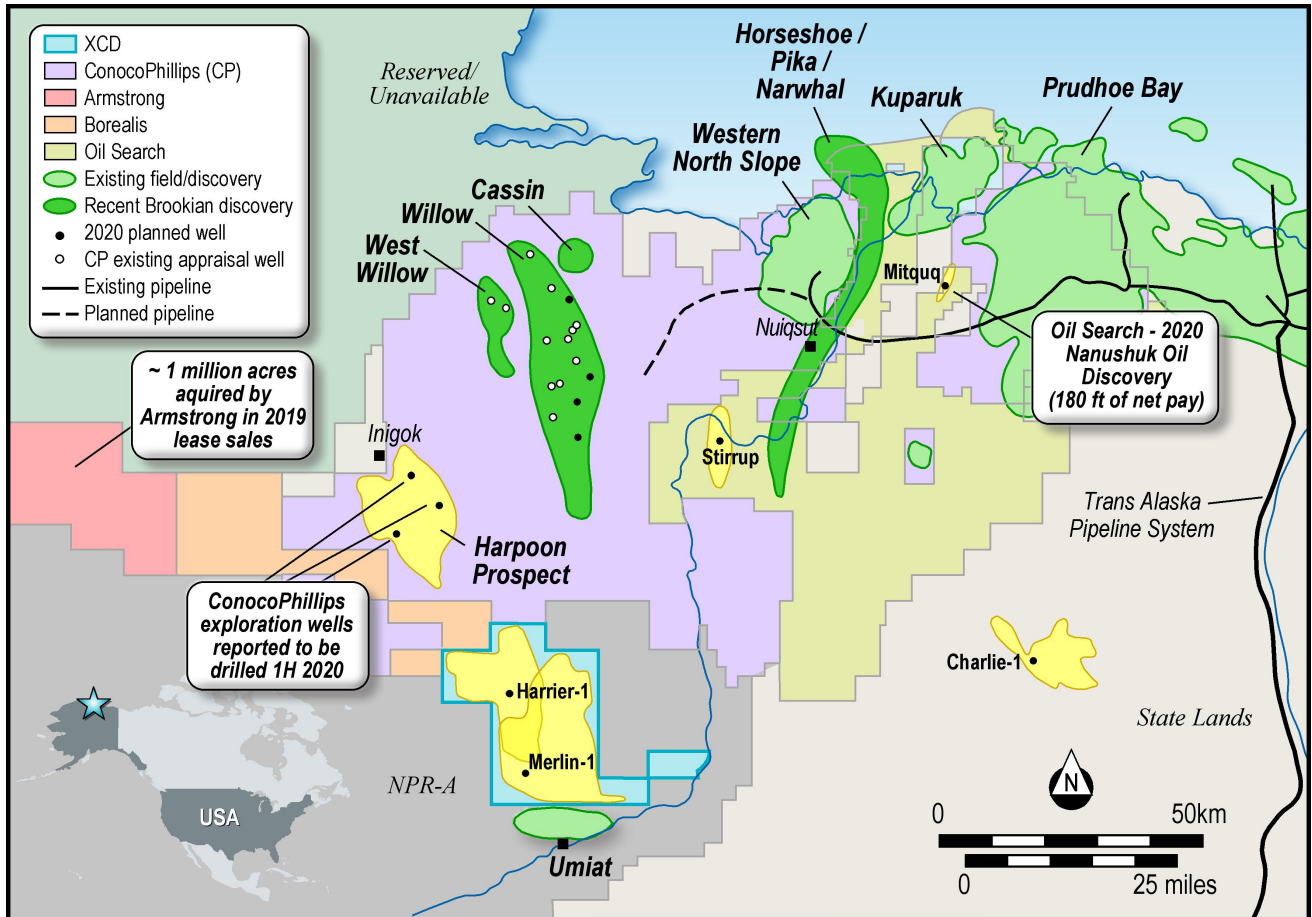 XCD
ConocoPhillips (CP)
Armstrong
Borealis
Oil Search
Existing field/discovery
Recent Brookian discovery
2020 planned well
CP existing appraisal well
Existing pipeline
Planned pipeline
Reserved/
Unavailable
Horseshoe /
Pika /
Narwhal
Kuparuk
Prudhoe Bay
Western
North Slope
Cassin
Willow
West
Willow
Mitquq
Nuiqsut
Oil Search - 2020
Nanushuk Oil
Discovery
(180 ft of net pay)
~ 1 million acres
aquired by
Armstrong in 2019
lease sales
Inigok
Stirrup
Trans Alaska
Pipeline System
Harpoon
Prospect
ConocoPhillips
exploration wells
reported to be
drilled 1H 2020
Charlie-1
Harrier-1
State Lands
Merlin-1
NPR-A
N
USA
0
50km
Umiat
0
25 miles